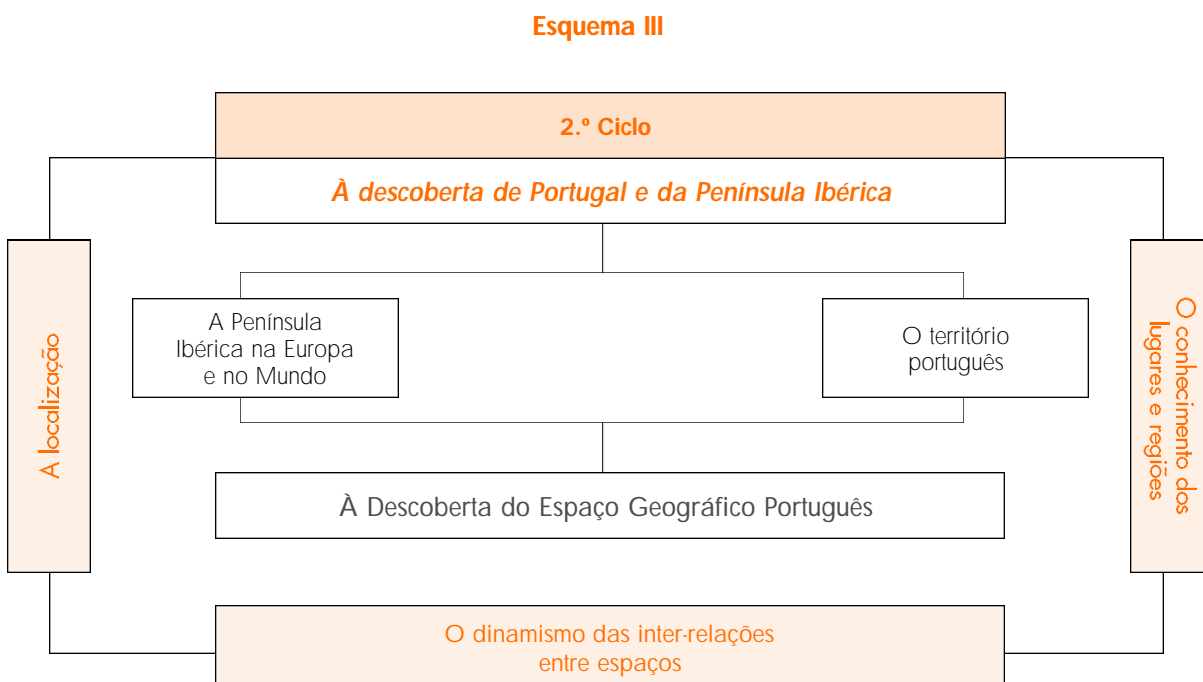 Esquema III
2.º Ciclo
À descoberta de Portugal e da Península Ibérica
A localização
A Península
Ibérica na Europa
e no Mundo
O território
português
O conhecimento dos
lugares e regiões
À Descoberta do Espaço Geográfico Português
O dinamismo das inter-relações
entre espaços